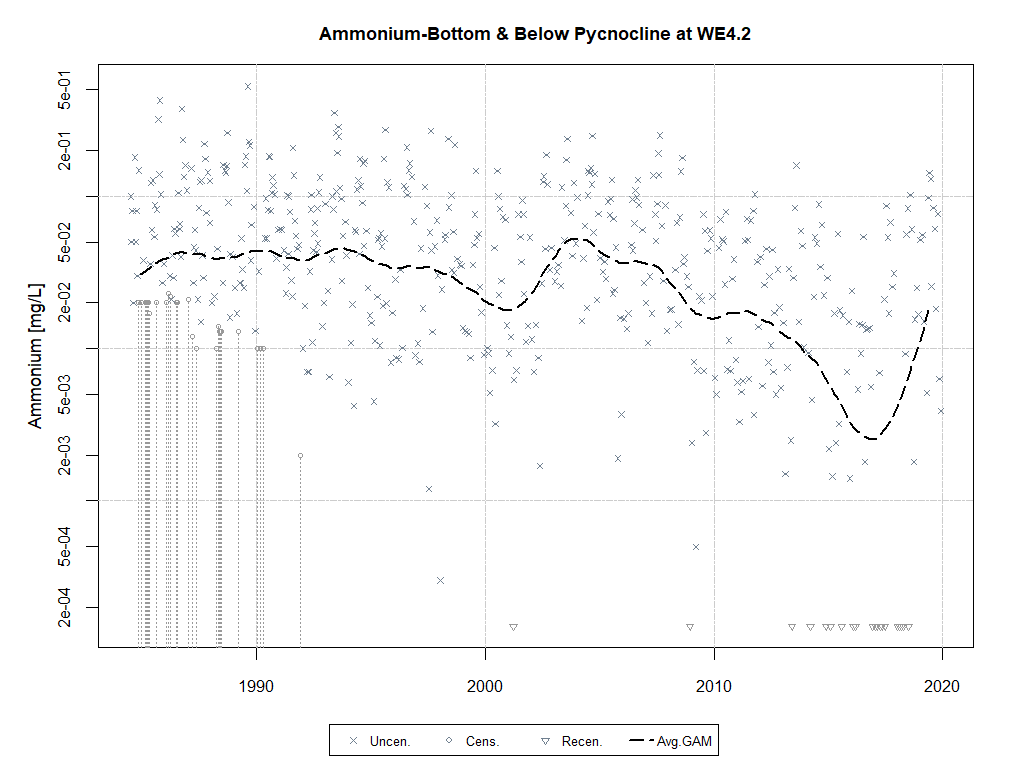 Ammonium-Bottom & Below Pycnocline at WE4.2
Ammonium [mg/L]
5e-01
2e-01
5e-02
2e-02
5e-03
2e-03
5e-04
2e-04
1990 2000 2010 2020
Uncen. Cens. Recen. Avg.GAM